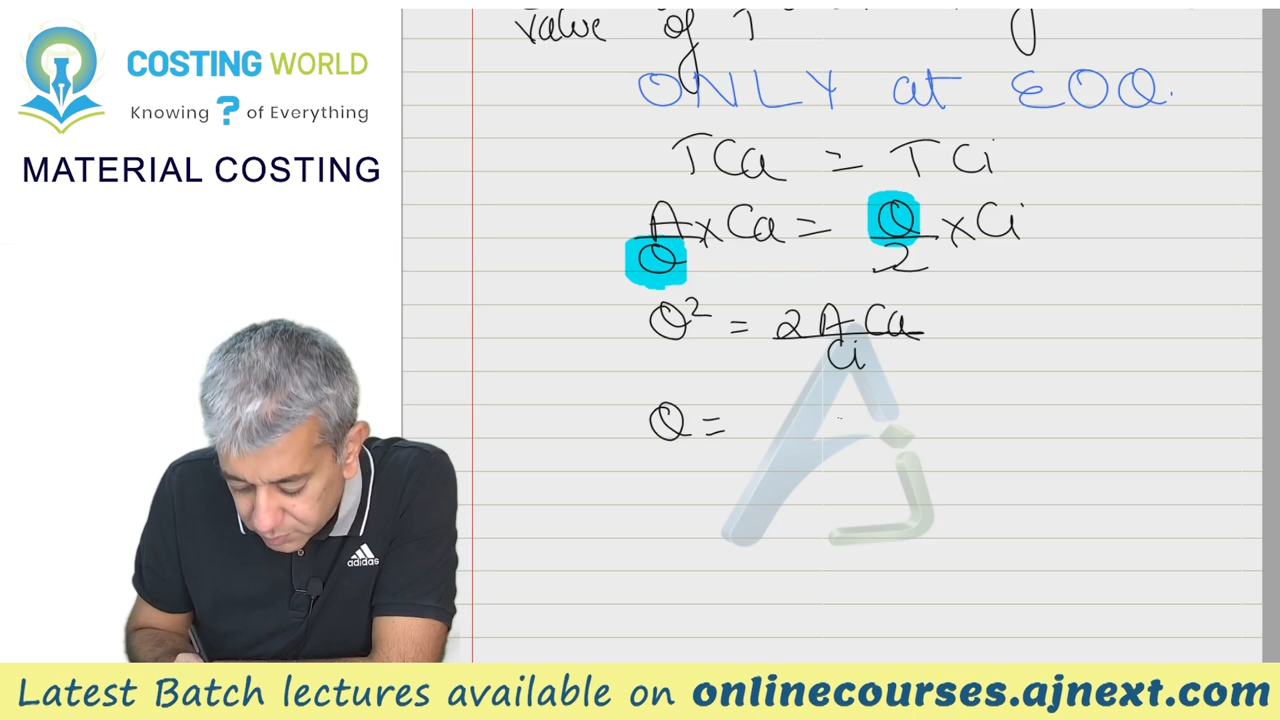 COSTING WORLD
Knowing ? of Everything
MATERIAL COSTING
value of T
ONLY at EOQ.
TCa = TCi
A/Q x Ca = Q/2 x Ci
Q² = 2ACa/Ci
Q =
adidas
Latest Batch lectures available on onlinecourses.ajnext.com